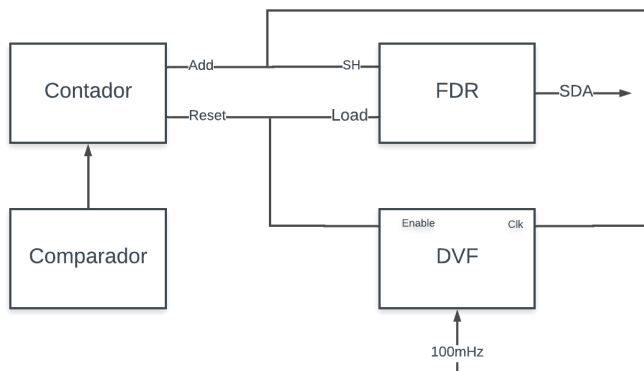 Contador
Add
SH
FDR
SDA
Reset
Load
Comparador
Enable
Clk
DVF
100mHz